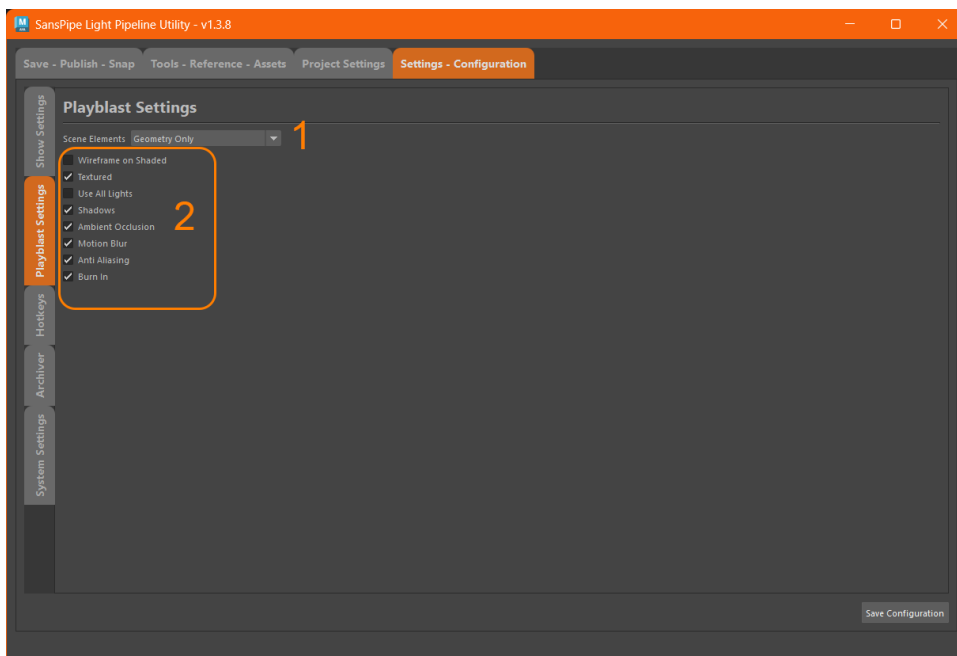 SansPipe Light Pipeline Utility - v1.3.8
Save - Publish - Snap
Tools - Reference - Assets
Project Settings
Settings - Configuration
Show Settings
Playblast Settings
Hotkeys
Archiver
System Settings
Playblast Settings
Scene Elements Geometry Only
1
Wireframe on Shaded
Textured
Use All Lights
Shadows
2
Ambient Occlusion
Motion Blur
Anti Aliasing
Burn In
Save Configuration